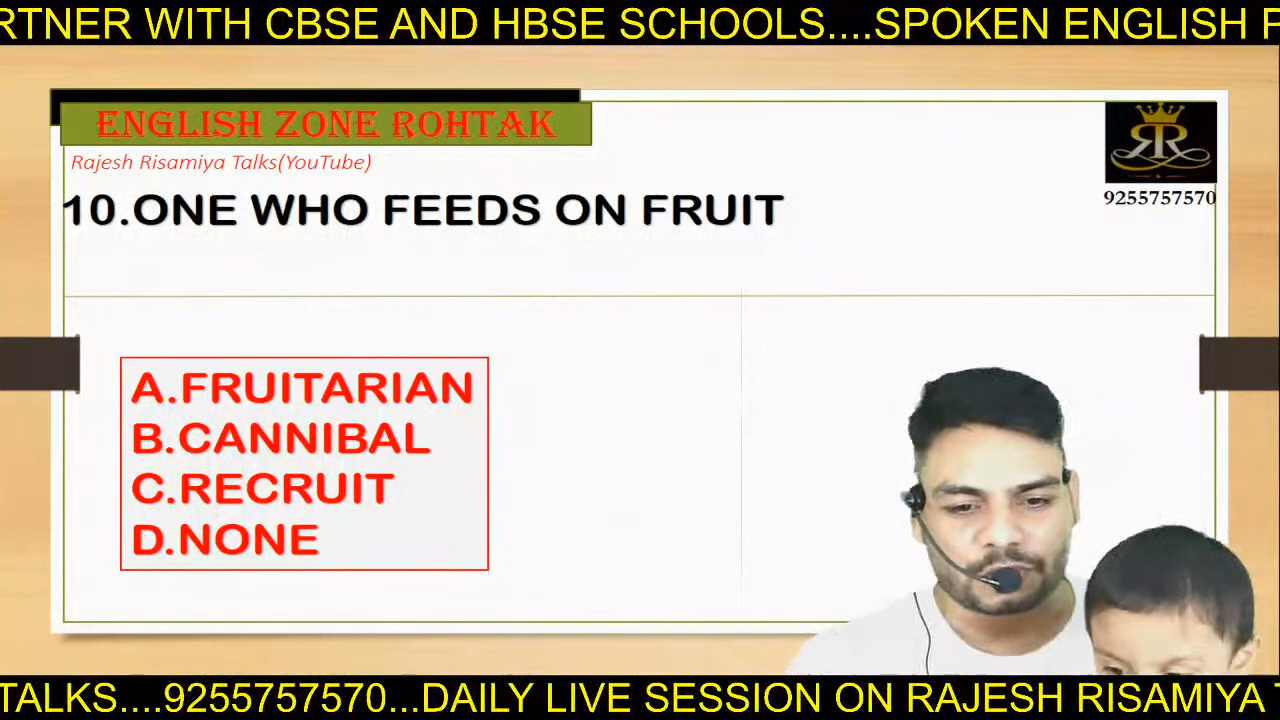 RTNER WITH CBSE AND HBSE SCHOOLS....SPOKEN ENGLISH
ENGLISH ZONE ROHTAK
Rajesh Risamiya Talks(YouTube)
RR
9255757570
10.ONE WHO FEEDS ON FRUIT
A.FRUITARIAN
B.CANNIBAL
C.RECRUIT
D.NONE
TALKS....9255757570...DAILY LIVE SESSION ON RAJESH RISAMIYA